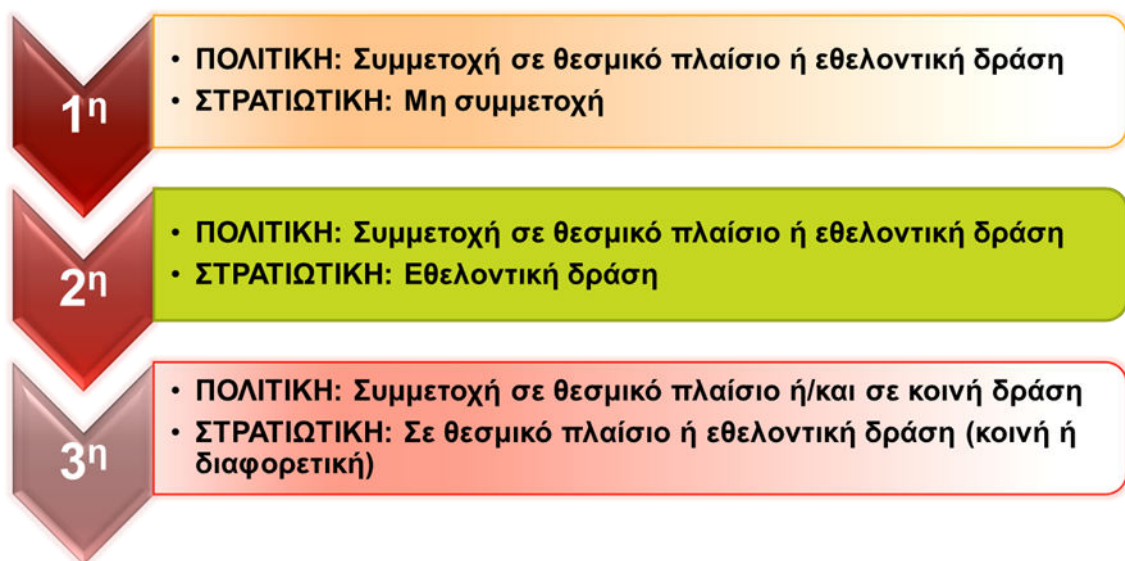 1η
• ΠΟΛΙΤΙΚΗ: Συμμετοχή σε θεσμικό πλαίσιο ή εθελοντική δράση
• ΣΤΡΑΤΙΩΤΙΚΗ: Μη συμμετοχή
2η
• ΠΟΛΙΤΙΚΗ: Συμμετοχή σε θεσμικό πλαίσιο ή εθελοντική δράση
• ΣΤΡΑΤΙΩΤΙΚΗ: Εθελοντική δράση
3η
• ΠΟΛΙΤΙΚΗ: Συμμετοχή σε θεσμικό πλαίσιο ή/και σε κοινή δράση
• ΣΤΡΑΤΙΩΤΙΚΗ: Σε θεσμικό πλαίσιο ή εθελοντική δράση (κοινή ή
διαφορετική)